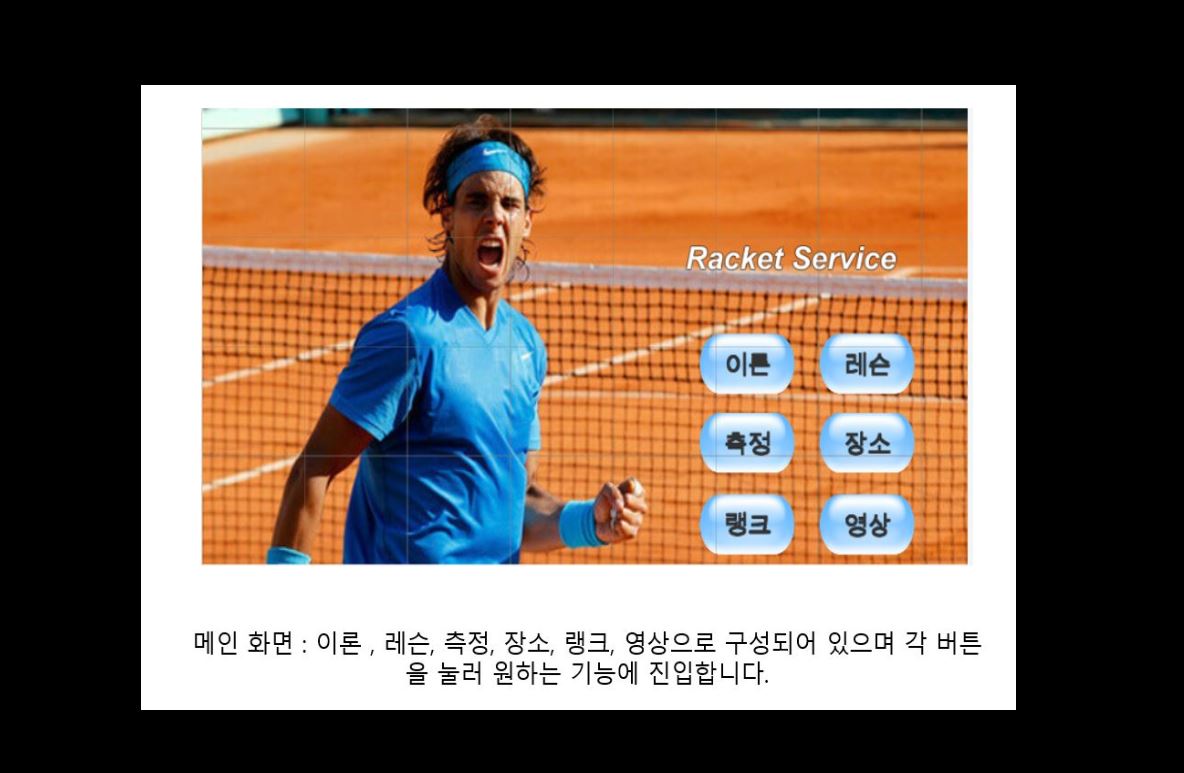 Racket Service
이론 레슨
측정 장소
랭크 영상
메인 화면 : 이론 , 레슨, 측정, 장소, 랭크, 영상으로 구성되어 있으며 각 버튼
을 눌러 원하는 기능에 진입합니다.